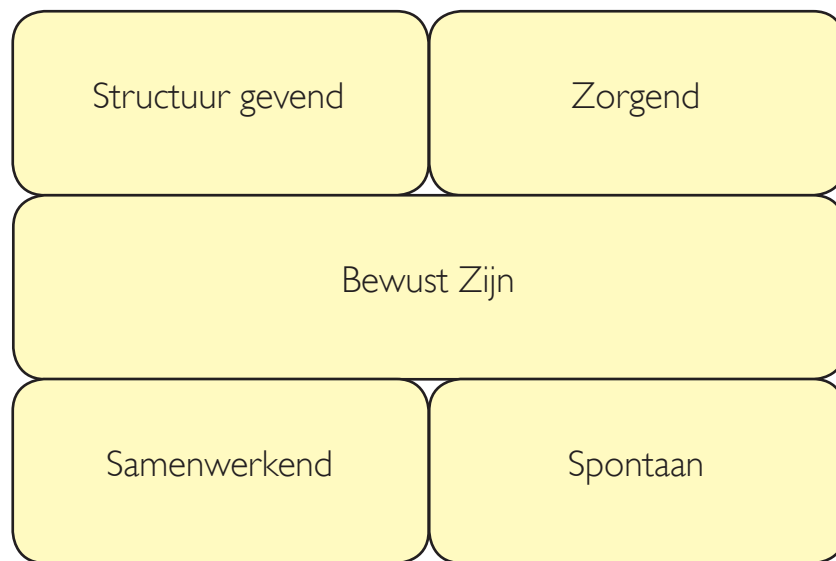 Structuur gevend
Zorgend
Bewust Zijn
Samenwerkend
Spontaan